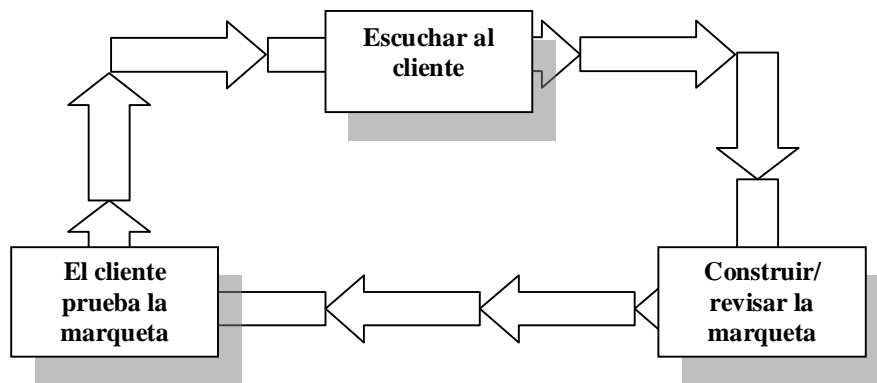 Escuchar al
cliente
El cliente
prueba la
marqueta
Construir/
revisar la
marqueta